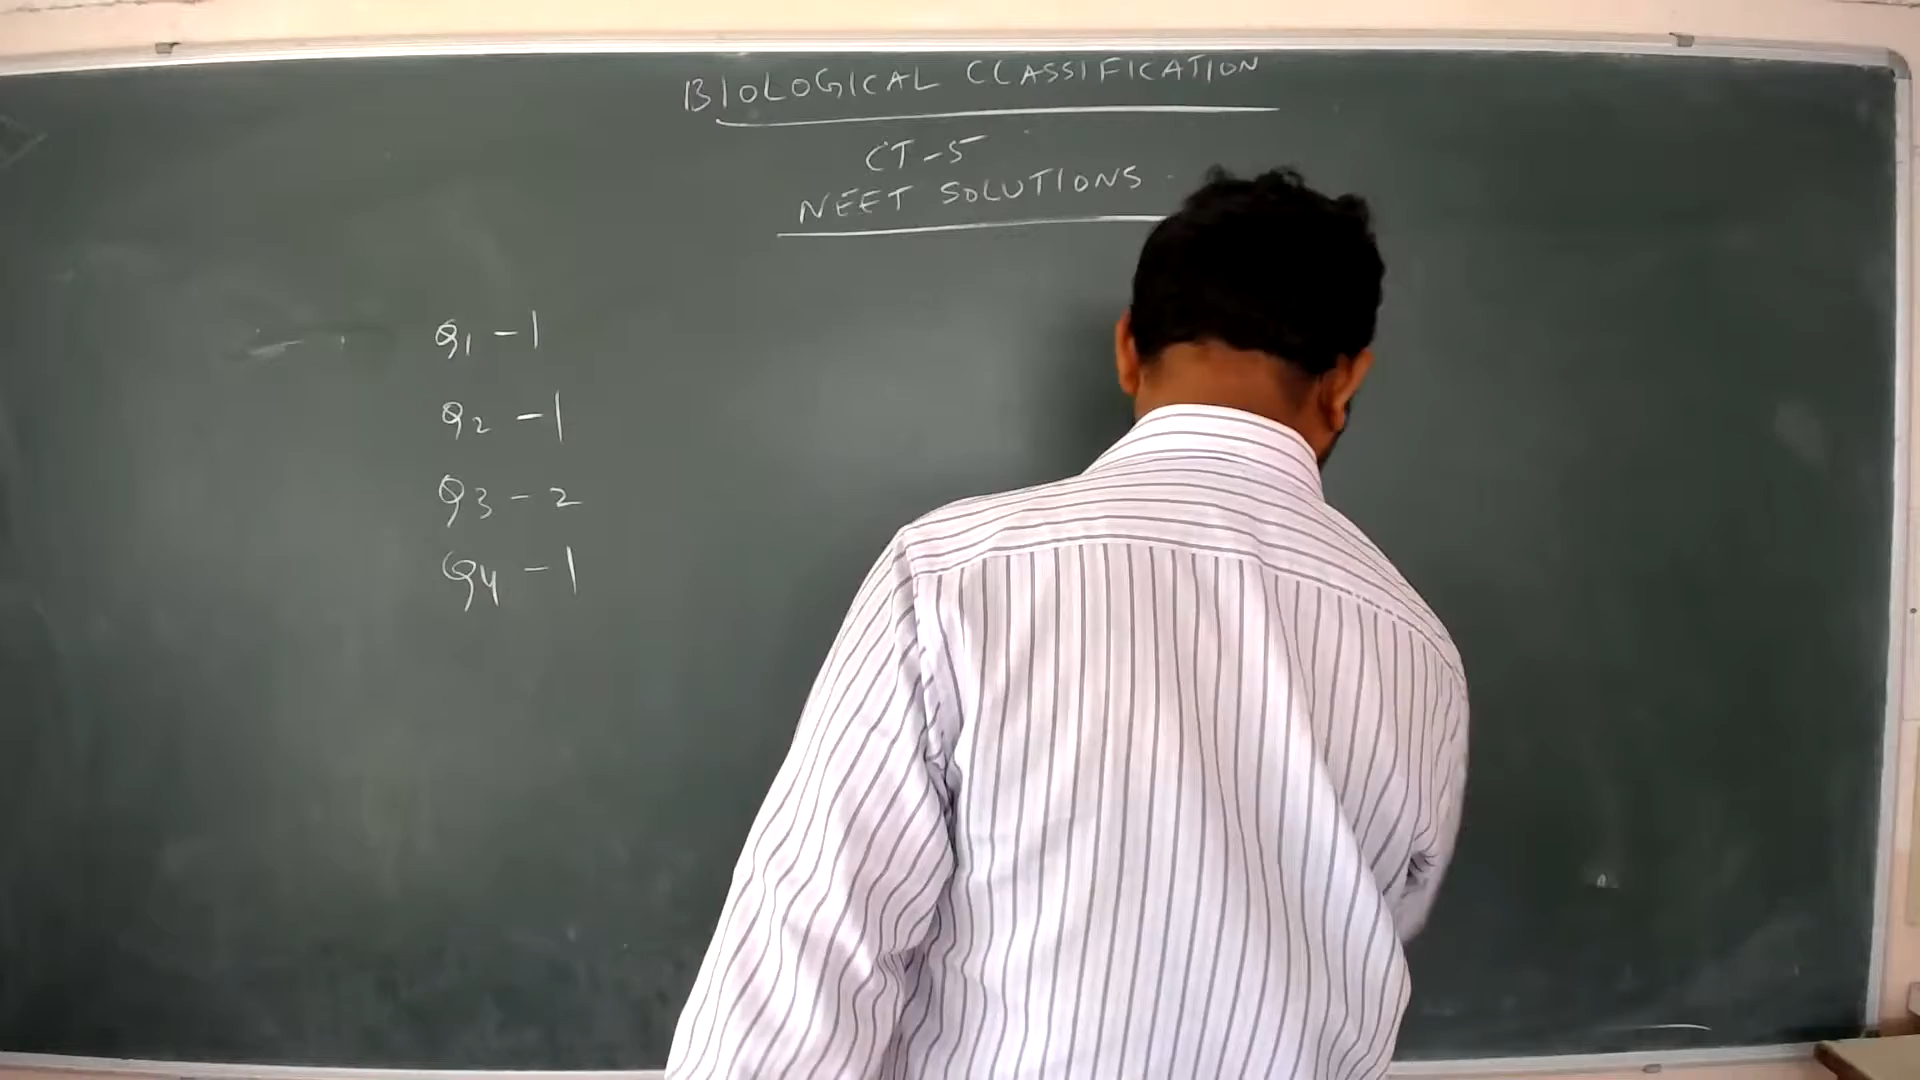 BIOLOGICAL CLASSIFICATION
CT-5
NEET SOLUTIONS
Q1 - 1
Q2 - 1
Q3 - 2
Q4 - 1